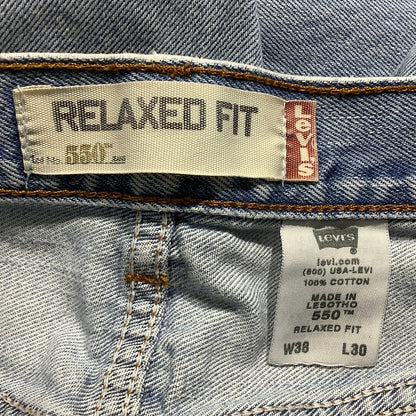 RELAXED FIT
Lot No. 550™ JEANS
Levi's
LEVI'S
levi.com
(800) USA-LEVI
100% COTTON
MADE IN
LESOTHO
550™
RELAXED FIT
W38 L30